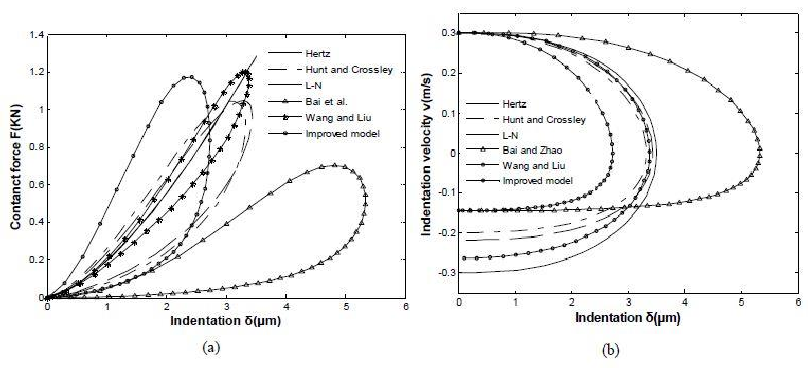 1.4
1.2
1.0
0.8
0.6
0.4
0.2
0
0 1 2 3 4 5 6
Contanct force F(KN)
Indentation δ(μm)
Hertz
Hunt and Crossley
L-N
Bai et al.
Wang and lLiu
Improved model
(a)
0.3
0.2
0.1
0
-0.1
-0.2
-0.3
0 1 2 3 4 5 6
Indentation velocity v(m/s)
Indentation δ(μm)
Hertz
Hunt and Crossley
L-N
Bai and Zhao
Wang and Liu
Improved model
(b)